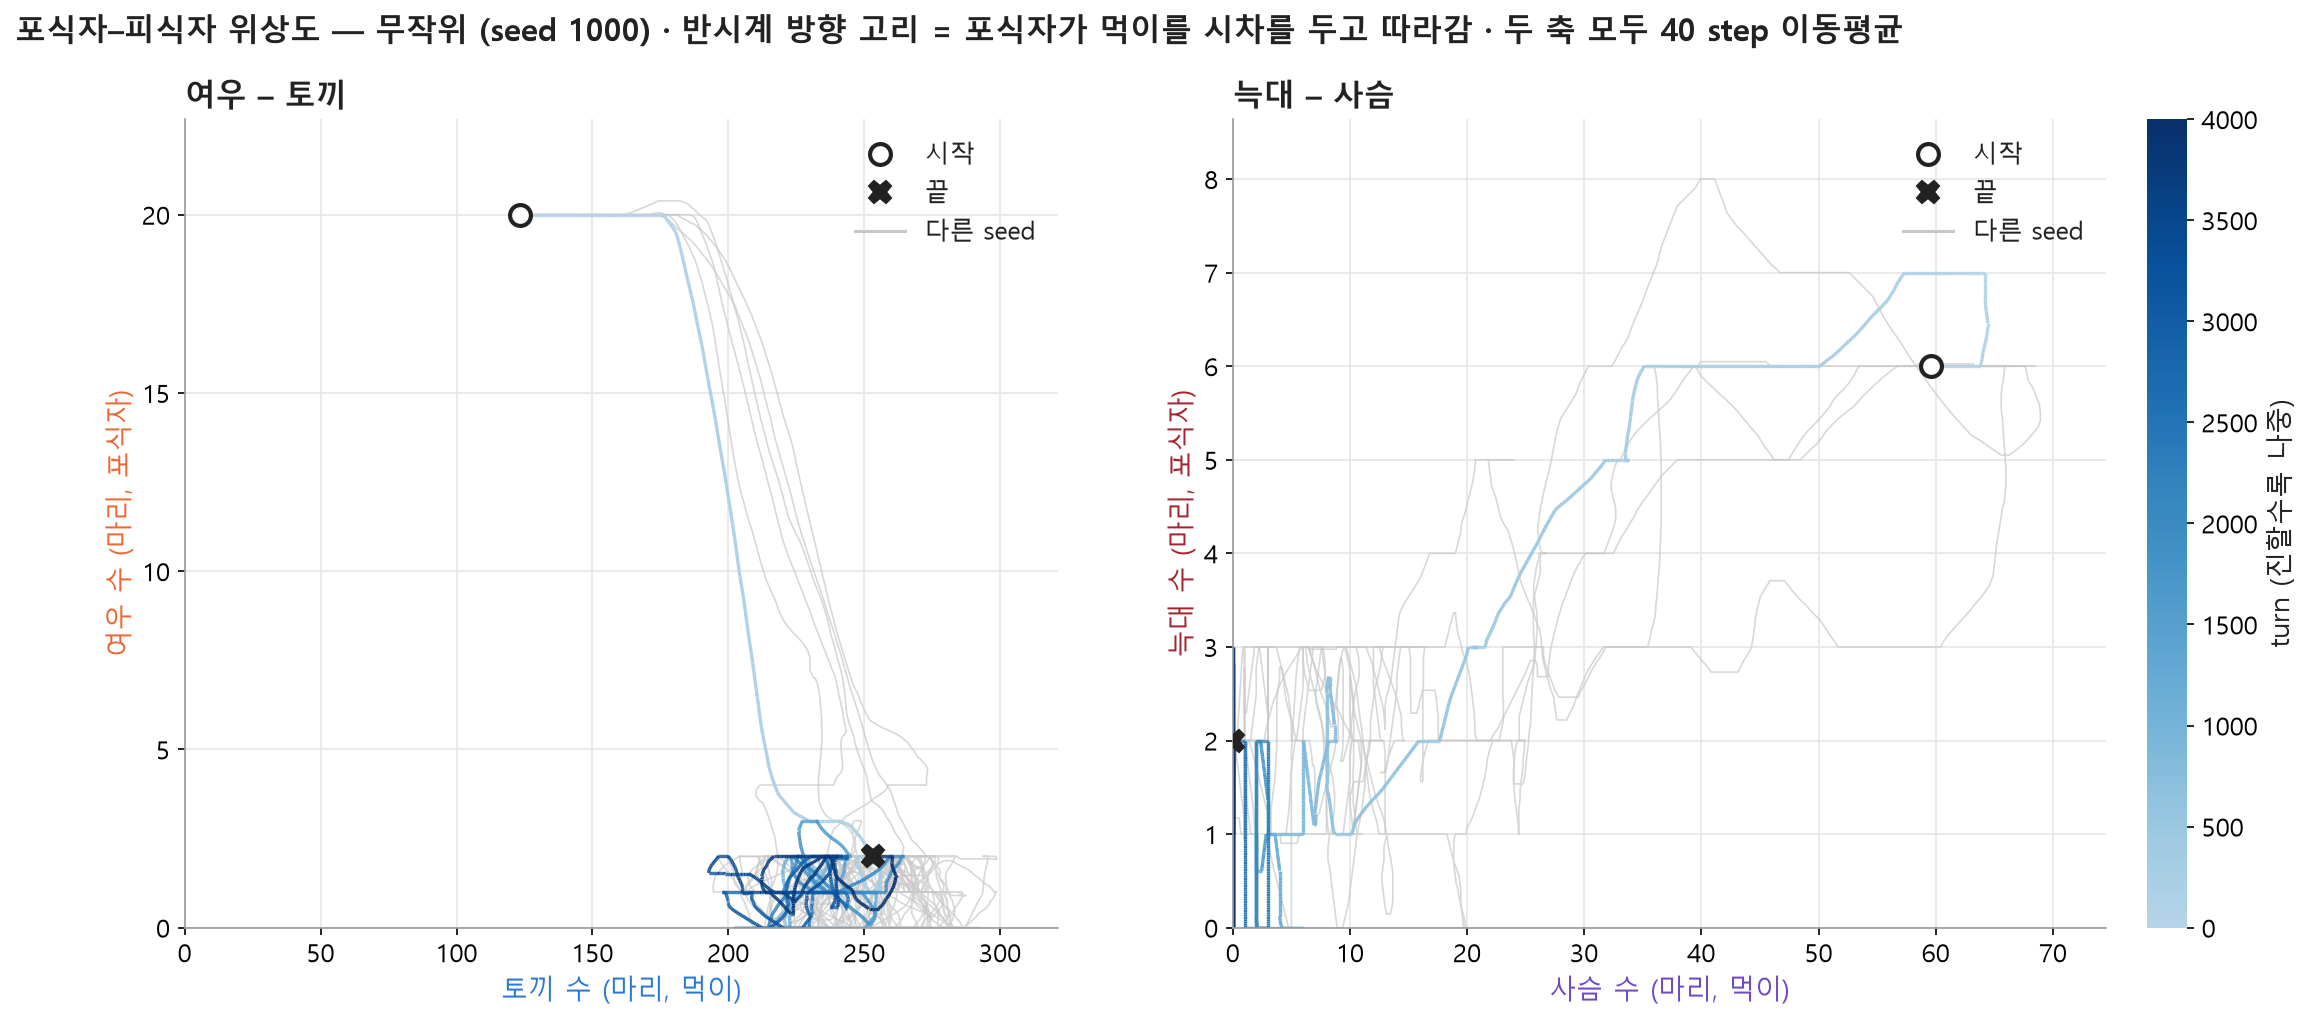 포식자–피식자 위상도 — 무작위 (seed 1000) · 반시계 방향 고리 = 포식자가 먹이를 시차를 두고 따라감 · 두 축 모두 40 step 이동평균
여우 – 토끼
시작
끝
다른 seed
20
15
10
5
0
여우 수 (마리, 포식자)
0
50
100
150
200
250
300
토끼 수 (마리, 먹이)
늑대 – 사슴
시작
끝
다른 seed
8
7
6
5
4
3
2
1
0
늑대 수 (마리, 포식자)
0
10
20
30
40
50
60
70
사슴 수 (마리, 먹이)
4000
3500
3000
2500
2000
1500
1000
500
0
turn (진할수록 나중)